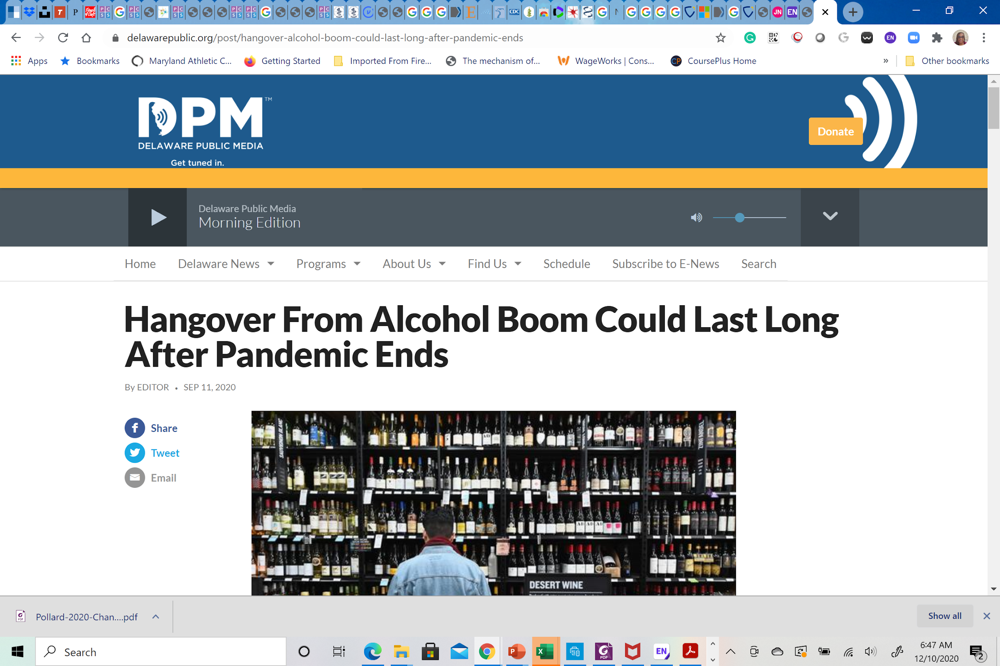 delawarepublic.org/post/hangover-alcohol-boom-could-last-long-after-pandemic-ends
Apps Bookmarks Maryland Athletic C... Getting Started Imported From Fire... The mechanism of... WageWorks | Cons... CoursePlus Home » Other bookmarks
DPM™
DELAWARE PUBLIC MEDIA
Get tuned in.
Donate
Delaware Public Media
Morning Edition
Home Delaware News Programs About Us Find Us Schedule Subscribe to E-News Search
Hangover From Alcohol Boom Could Last Long
After Pandemic Ends
By EDITOR • SEP 11, 2020
Share
Tweet
Email
SAUVIGNON BLANC
ZINFANDEL
DESERT WINE
Pollard-2020-Chan....pdf
Show all
Search
6:47 AM
12/10/2020
2